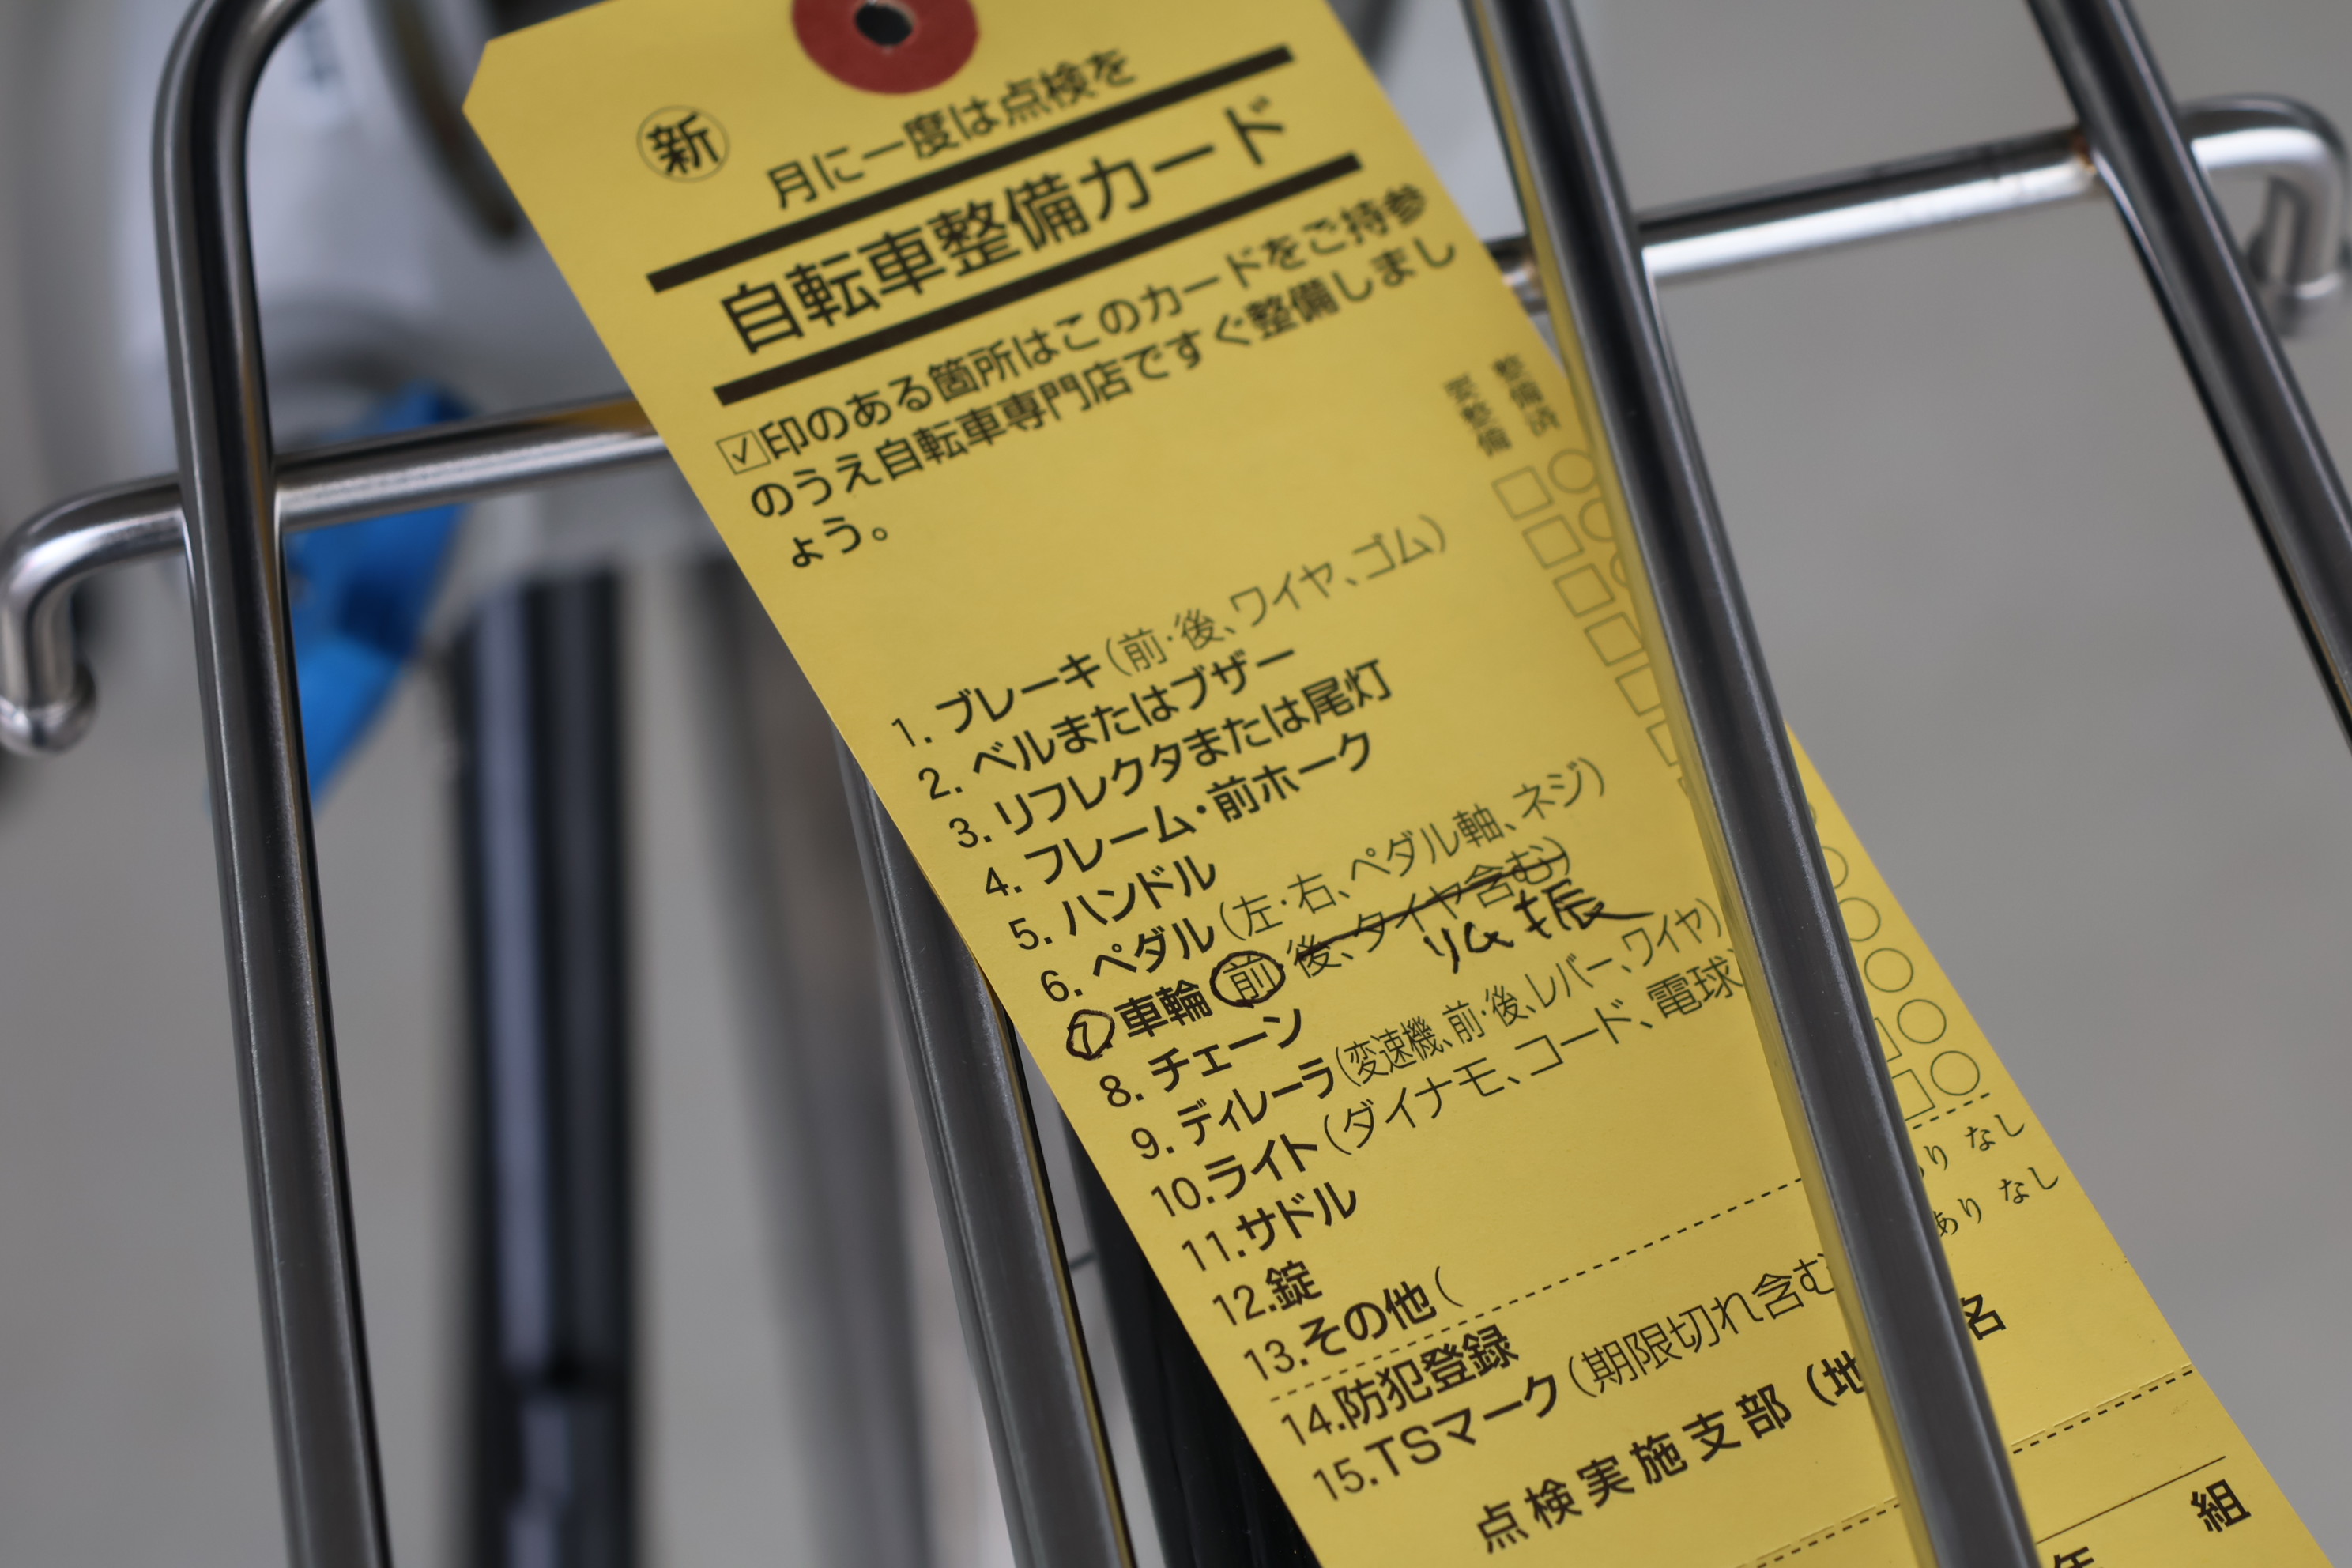 新
月に一度は点検を
自転車整備カード
印のある箇所はこのカードをご持参
のうえ自転車専門店ですぐ整備しまし
ょう。
要整備 整備済
1. ブレーキ(前・後、ワイヤ、ゴム)
2. ベルまたはブザー
3. リフレクタまたは尾灯
4. フレーム・前ホーク
5. ハンドル
6. ペダル(左・右、ペダル軸、ネジ)
7. 車輪 前 後、タイヤ含む)
リム 振
8. チェーン
9. ディレーラ(変速機、前・後、レバー、ワイヤ)
10.ライト(ダイナモ、コード、電球
11.サドル
12.錠
13.その他(
14.防犯登録 なし
15.TSマーク(期限切れ含む あり なし
点検実施支部(地 名
年 組